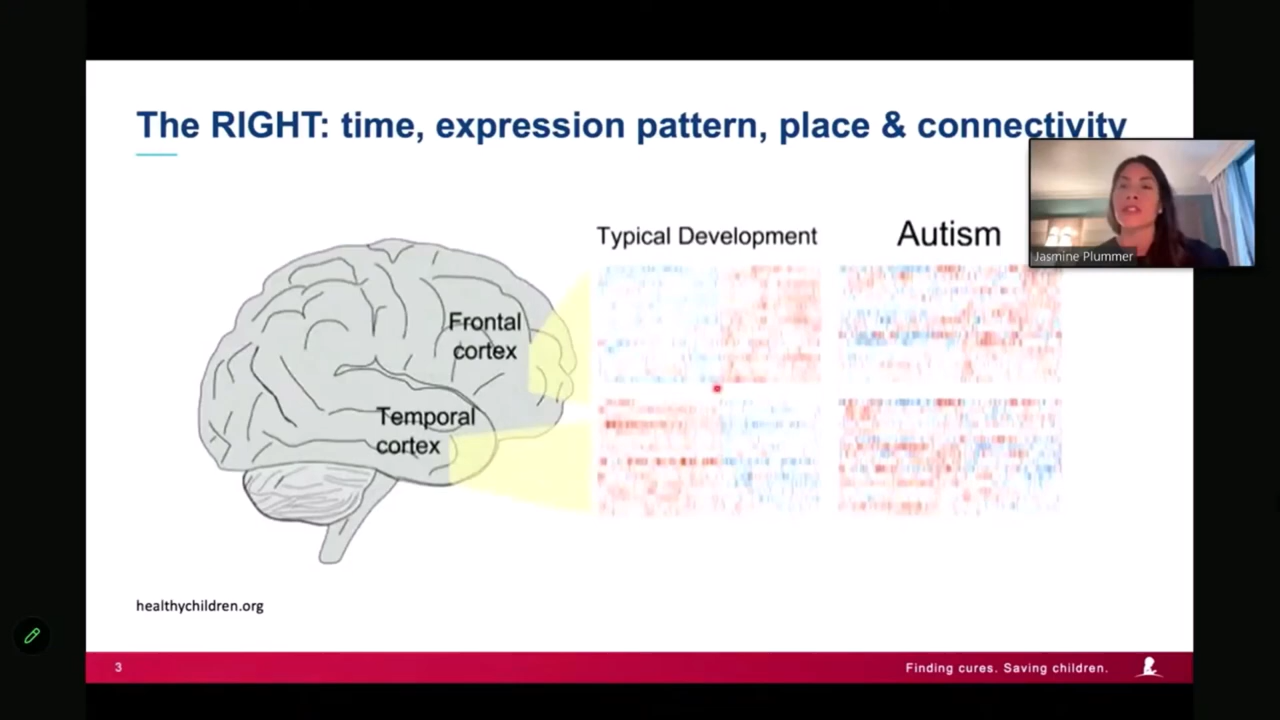 The RIGHT: time, expression pattern, place & connectivity
Jasmine Plummer
Typical Development
Autism
Frontal
cortex
Temporal
cortex
healthychildren.org
3
Finding cures. Saving children.